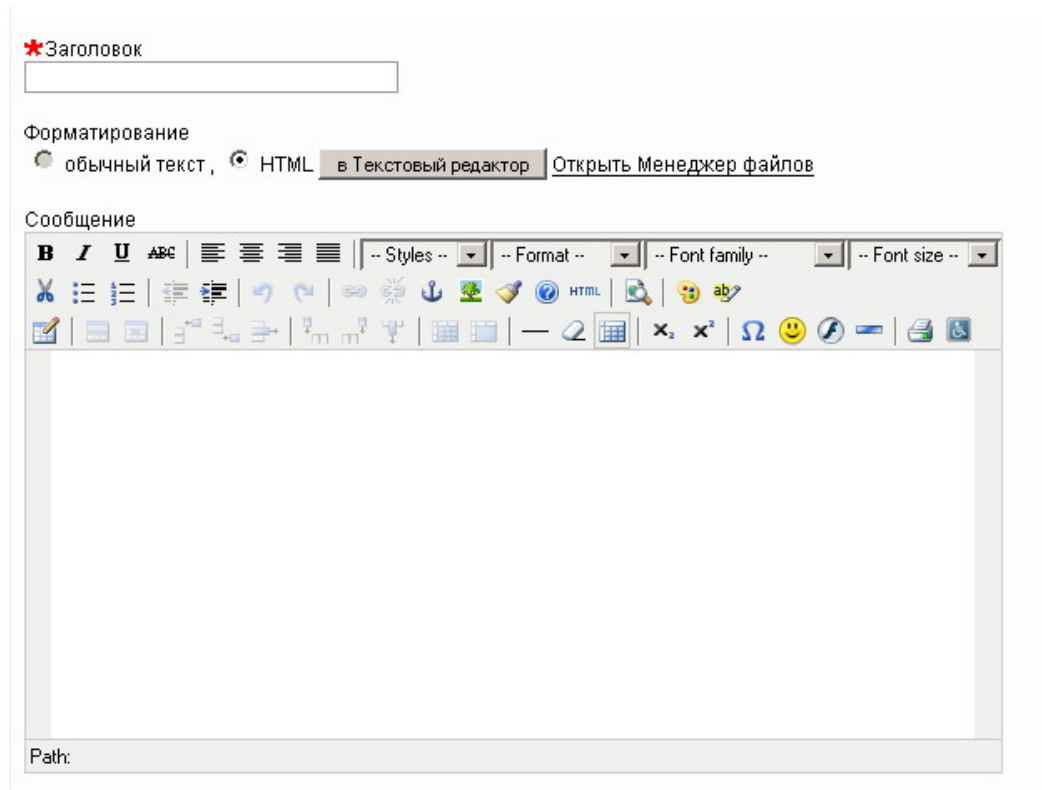 *Заголовок
Форматирование
обычный текст, HTML в Текстовый редактор Открыть Менеджер файлов
Сообщение
B I U ABC -- Styles -- -- Format -- -- Font family -- -- Font size --
HTML ab
x₂ x² Ω
Path: